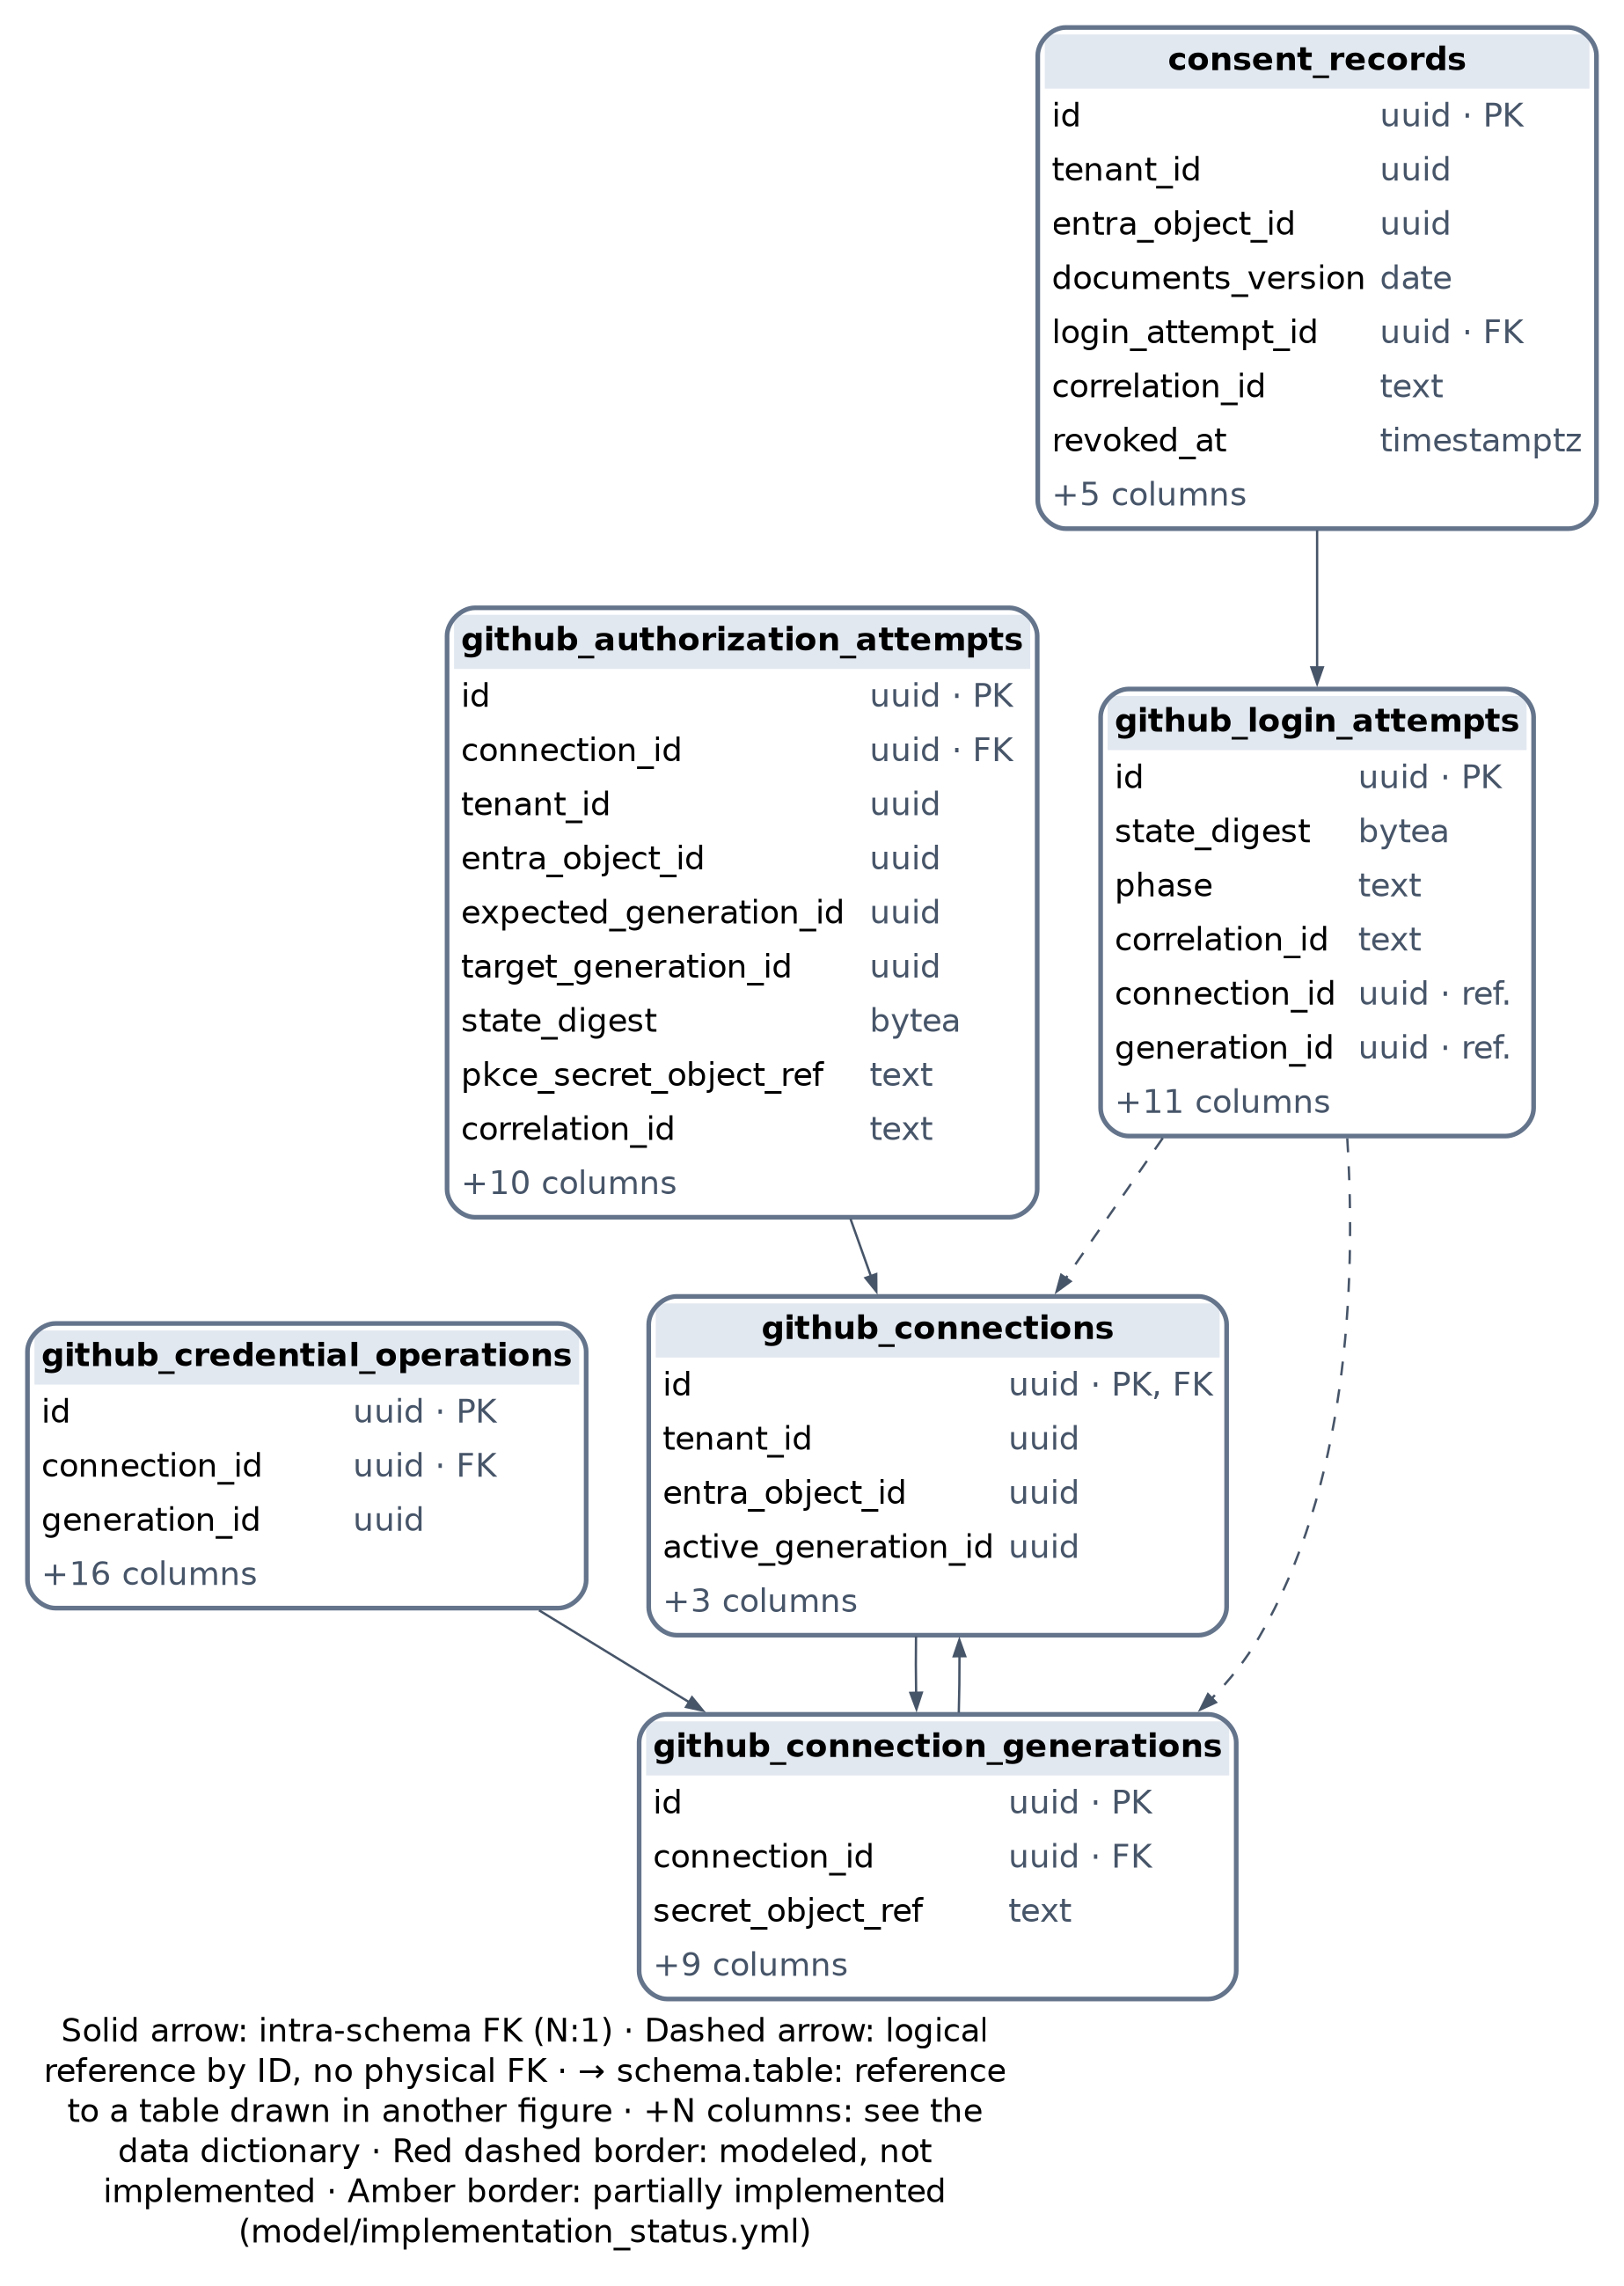 consent_records
id uuid · PK
tenant_id uuid
entra_object_id uuid
documents_version date
login_attempt_id uuid · FK
correlation_id text
revoked_at timestamptz
+5 columns
github_authorization_attempts
id uuid · PK
connection_id uuid · FK
tenant_id uuid
entra_object_id uuid
expected_generation_id uuid
target_generation_id uuid
state_digest bytea
pkce_secret_object_ref text
correlation_id text
+10 columns
github_login_attempts
id uuid · PK
state_digest bytea
phase text
correlation_id text
connection_id uuid · ref.
generation_id uuid · ref.
+11 columns
github_credential_operations
id uuid · PK
connection_id uuid · FK
generation_id uuid
+16 columns
github_connections
id uuid · PK, FK
tenant_id uuid
entra_object_id uuid
active_generation_id uuid
+3 columns
github_connection_generations
id uuid · PK
connection_id uuid · FK
secret_object_ref text
+9 columns
Solid arrow: intra-schema FK (N:1) · Dashed arrow: logical
reference by ID, no physical FK · → schema.table: reference
to a table drawn in another figure · +N columns: see the
data dictionary · Red dashed border: modeled, not
implemented · Amber border: partially implemented
(model/implementation_status.yml)